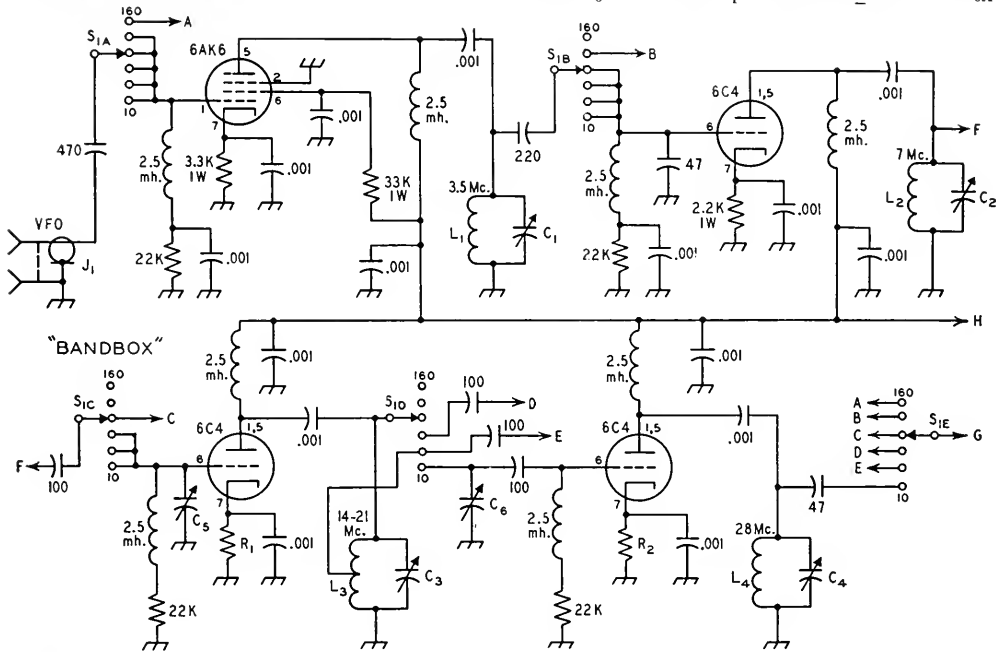 160
A
S1A
10
470
VFO
J1
2.5
mh.
22K
.001
6AK6
5
2
6
1
7
3.3K
1W
.001
.001
33K
1W
.001
2.5
mh.
.001
3.5 Mc.
L1
C1
220
160
B
S1B
10
2.5
mh.
22K
.001
47
6C4
1,5
6
7
2.2K
1W
.001
2.5
mh.
.001
.001
F
7 Mc.
L2
C2
H
"BANDBOX"
160
S1C
C
F
100
10
2.5
mh.
22K
C5
2.5
mh.
.001
6C4
1,5
6
7
R1
.001
.001
14-21
Mc.
L3
C3
160
S1D
10
100
D
100
E
C6
100
2.5
mh.
22K
2.5
mh.
.001
6C4
1,5
6
7
R2
.001
.001
28 Mc.
L4
C4
47
160
A
B
C
D
E
S1E
G
10